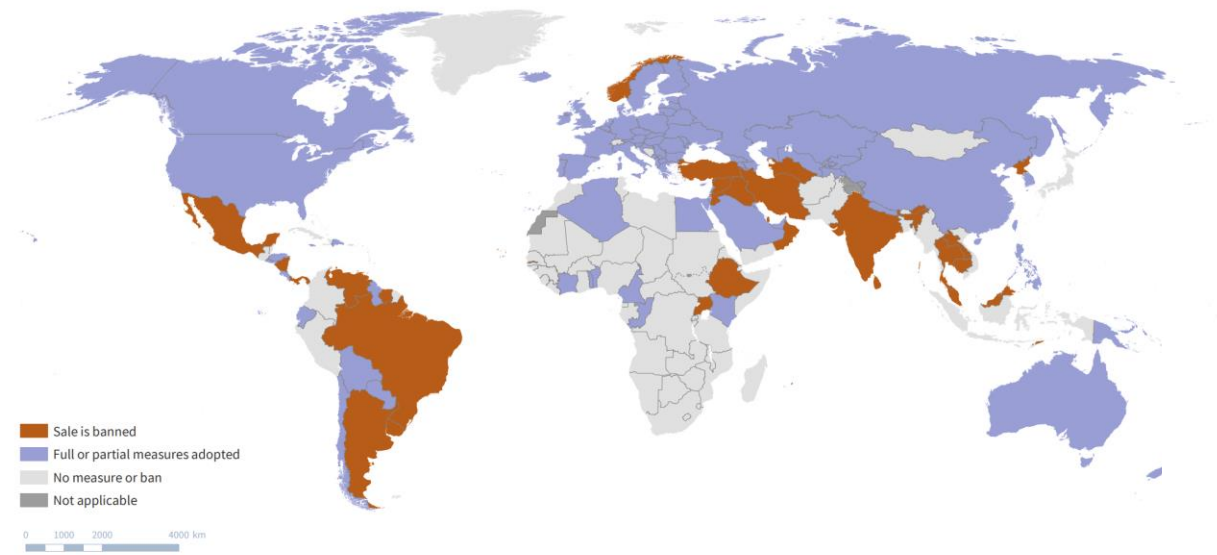 Sale is banned
Full or partial measures adopted
No measure or ban
Not applicable
0 1000 2000 4000 km